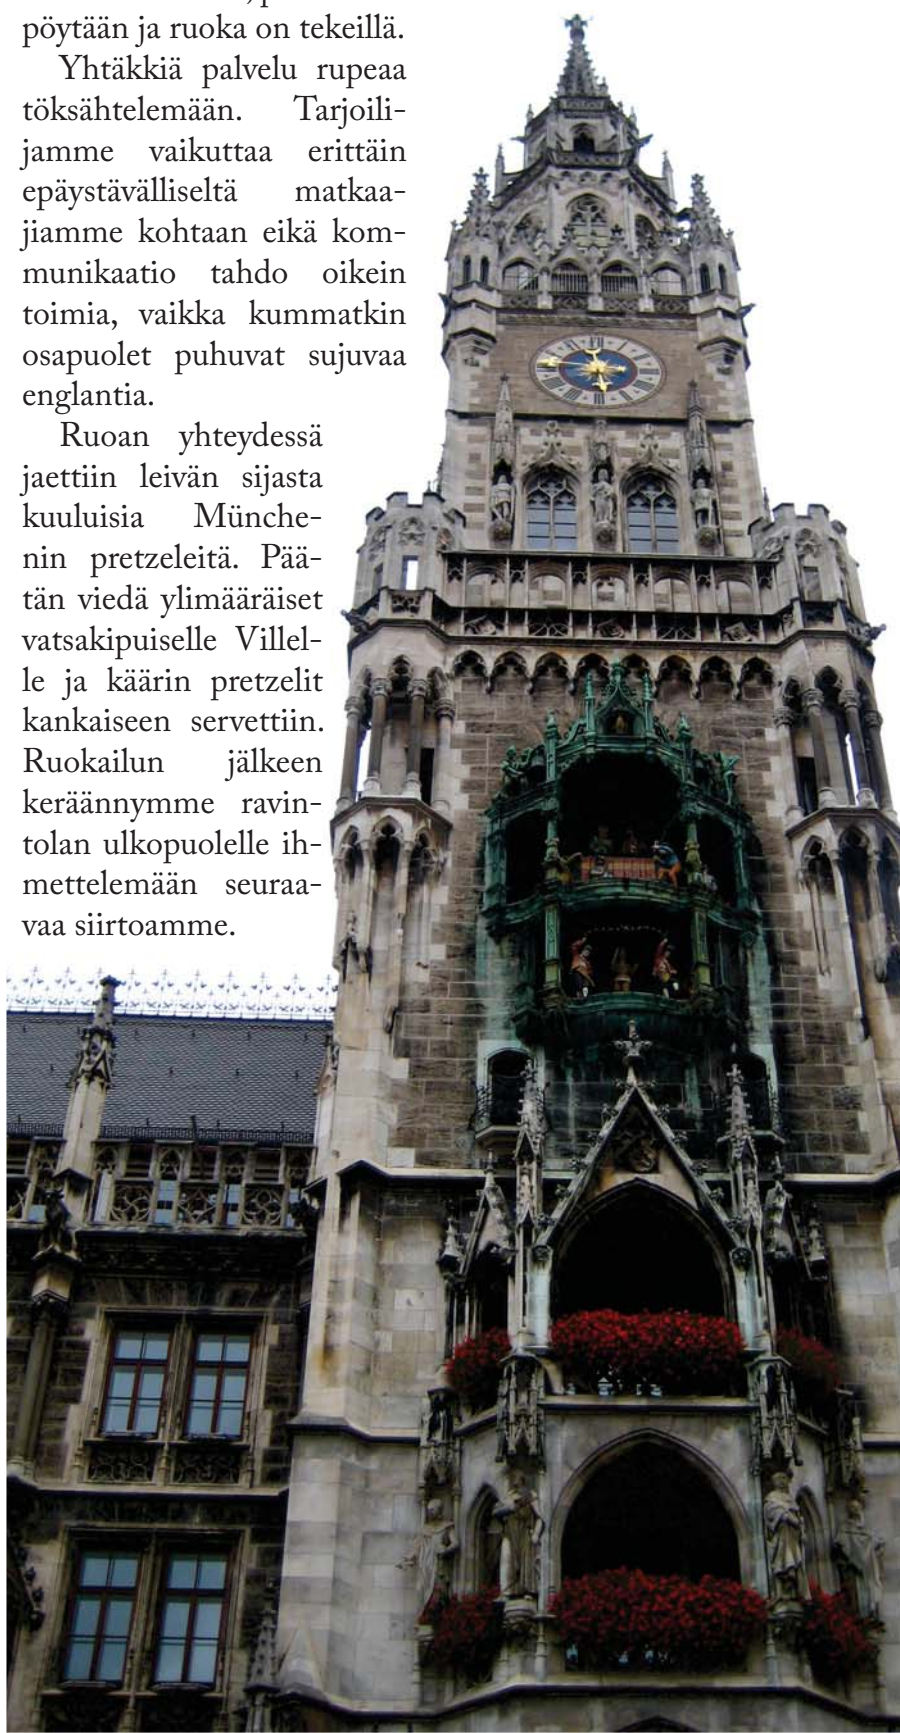 pöytään ja ruoka on tekeillä.
Yhtäkkiä palvelu rupeaa
töksähtelemään. Tarjoili-
jamme vaikuttaa erittäin
epäystävälliseltä matkaa-
jiamme kohtaan eikä kom-
munikaatio tahdo oikein
toimia, vaikka kummatkin
osapuolet puhuvat sujuvaa
englantia.
Ruoan yhteydessä
jaettiin leivän sijasta
kuuluisia Münche-
nin pretzeleitä. Pää-
tän viedä ylimääräiset
vatsakipuiselle Villel-
le ja käärin pretzelit
kankaiseen servettiin.
Ruokailun jälkeen
keräännymme ravin-
tolan ulkopuolelle ih-
mettelemään seuraa-
vaa siirtoamme.